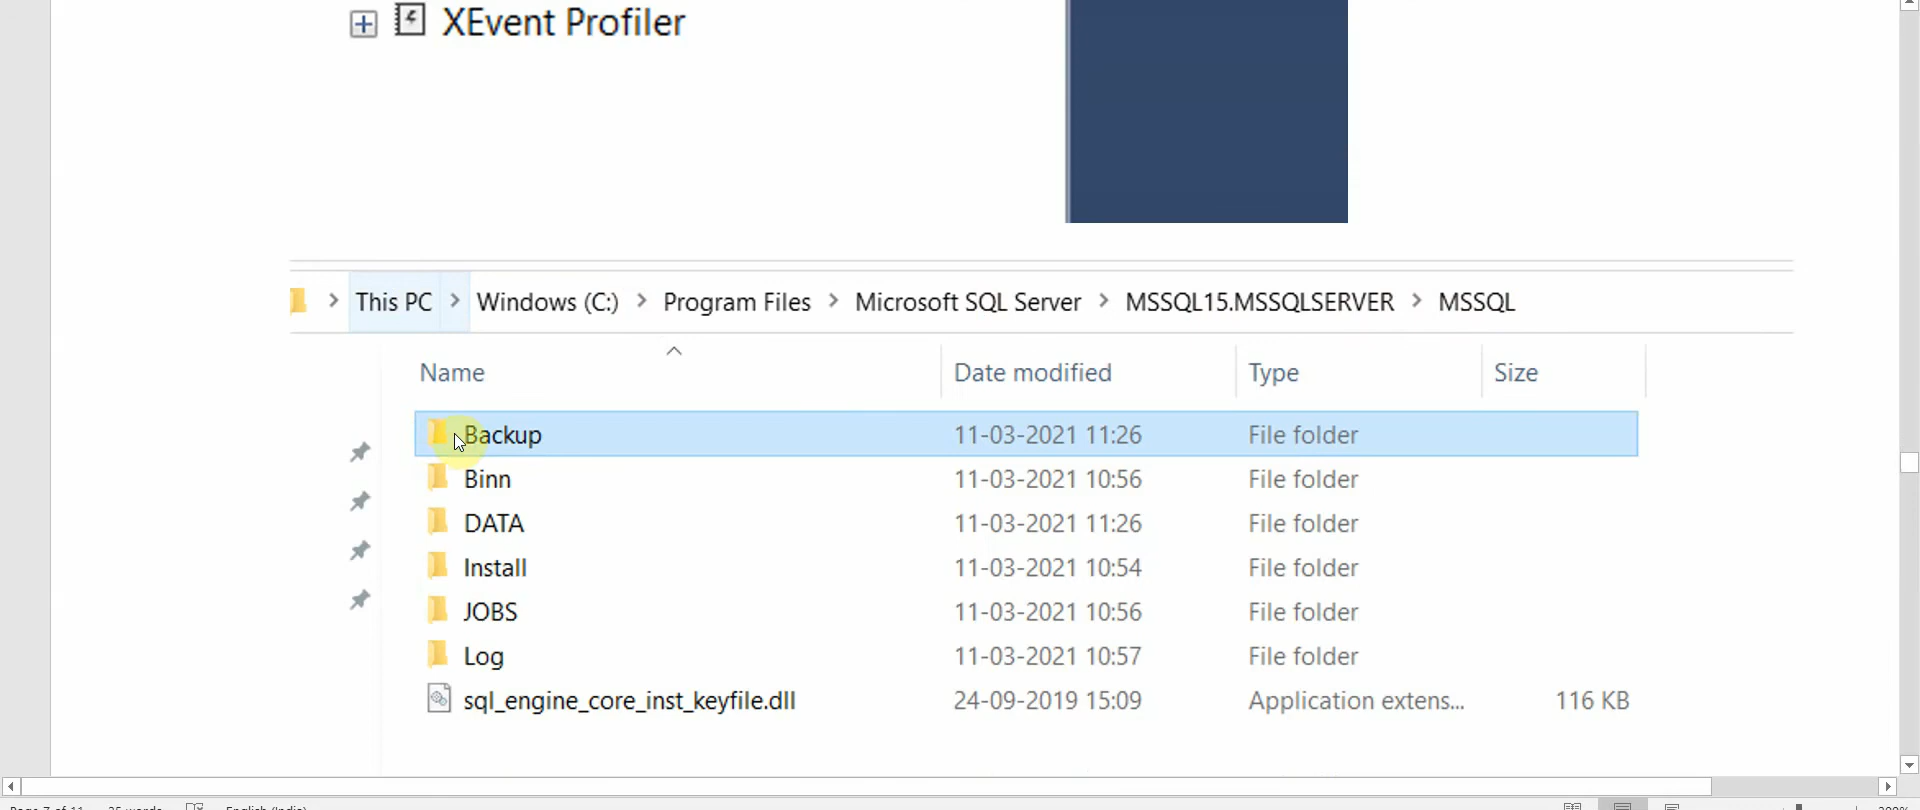 XEvent Profiler
This PC Windows (C:) Program Files Microsoft SQL Server MSSQL15.MSSQLSERVER MSSQL
Name Date modified Type Size
Backup 11-03-2021 11:26 File folder
Binn 11-03-2021 10:56 File folder
DATA 11-03-2021 11:26 File folder
Install 11-03-2021 10:54 File folder
JOBS 11-03-2021 10:56 File folder
Log 11-03-2021 10:57 File folder
sql_engine_core_inst_keyfile.dll 24-09-2019 15:09 Application extens... 116 KB